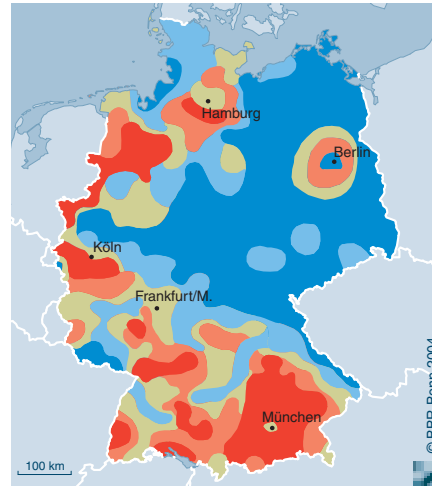 Hamburg
Berlin
Köln
Frankfurt/M.
München
100 km
© BBR Bonn 2004